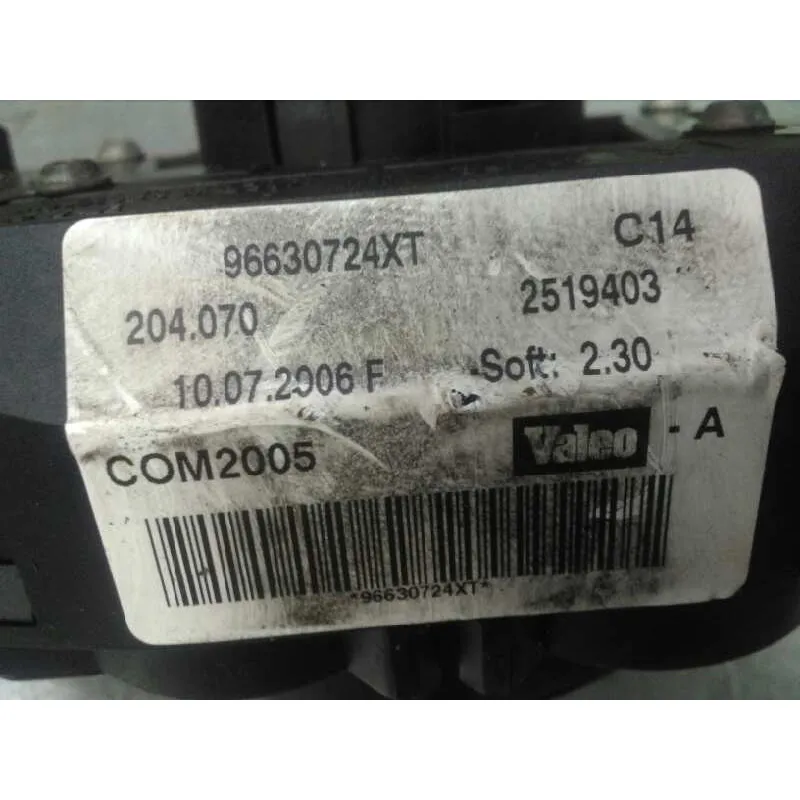 96630724XT C14
204.070 2519403
10.07.2006 F Soft: 2.30
COM2005 Valeo - A
*96630724XT*